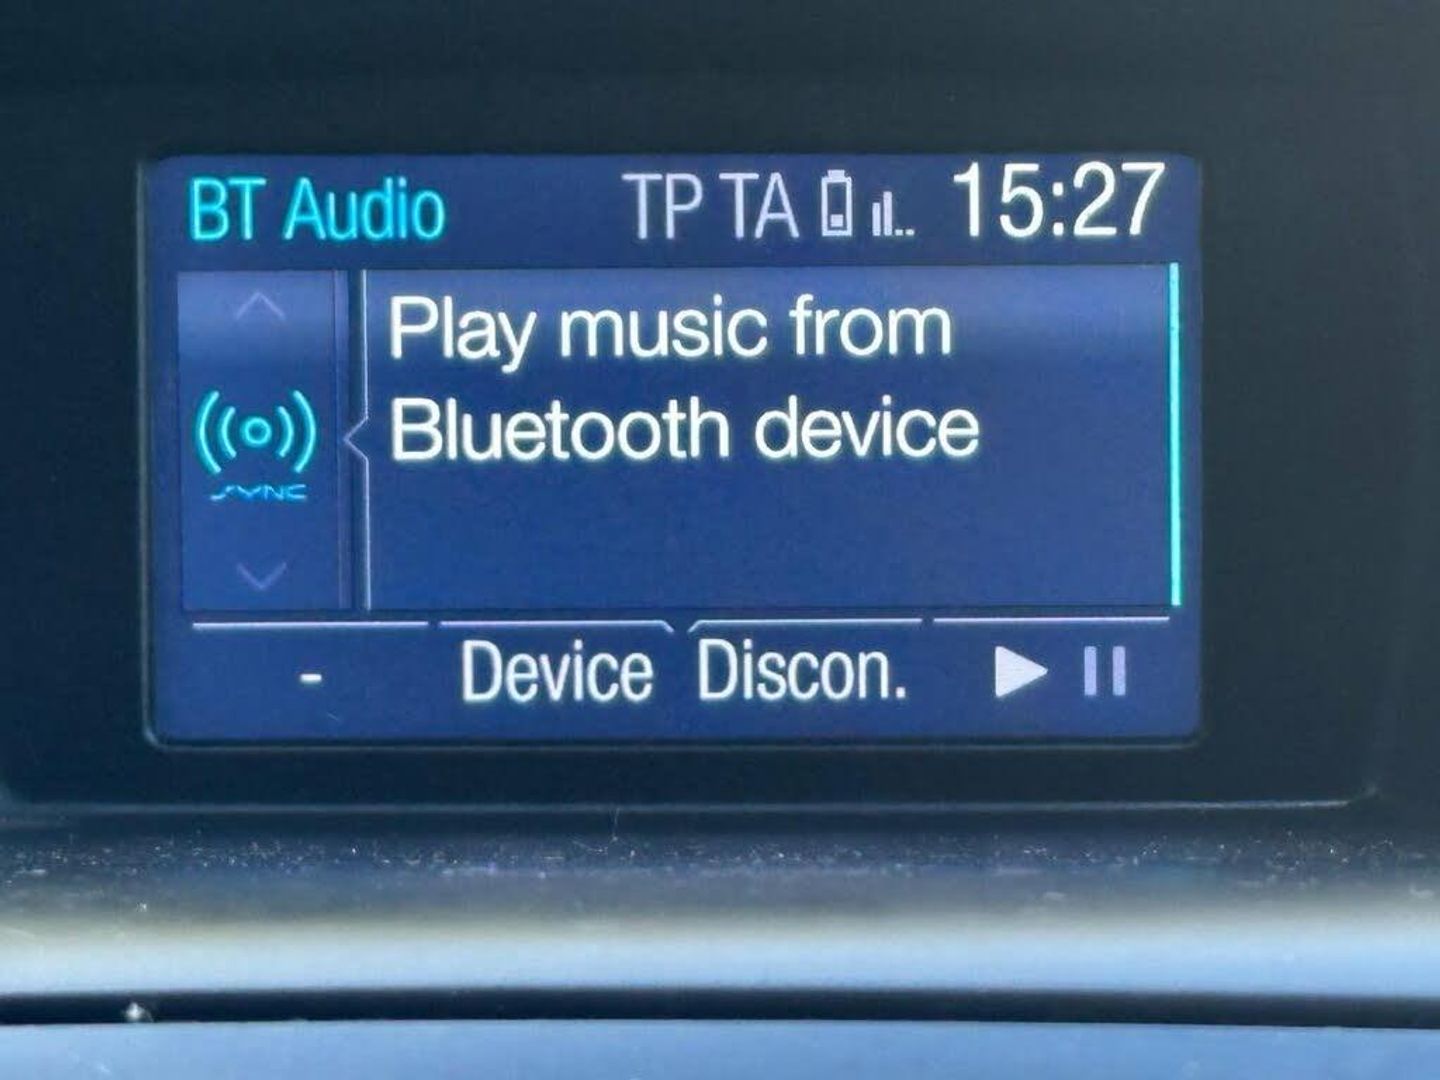 BT Audio TP TA 15:27
Play music from
Bluetooth device
SYNC
- Device Discon.